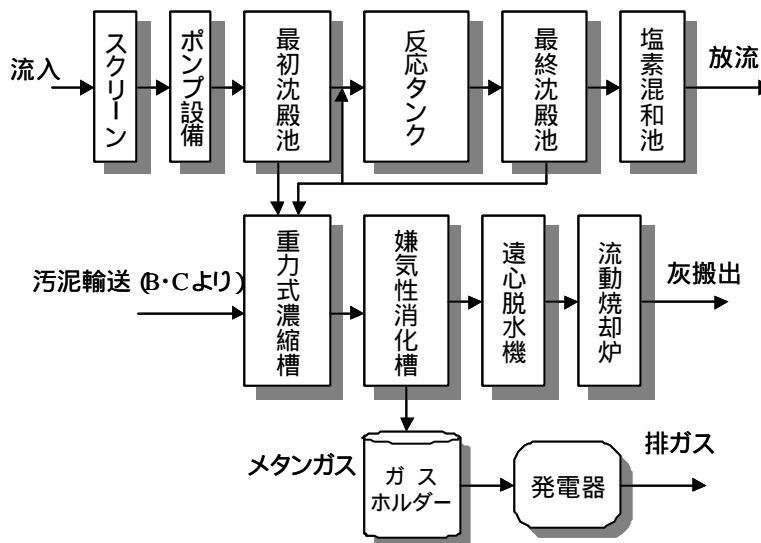 流入
スクリーン
ポンプ設備
最初沈殿池
反応タンク
最終沈殿池
塩素混和池
放流
汚泥輸送(B・Cより)
重力式濃縮槽
嫌気性消化槽
遠心脱水機
流動焼却炉
灰搬出
メタンガス
ガス
ホルダー
発電器
排ガス